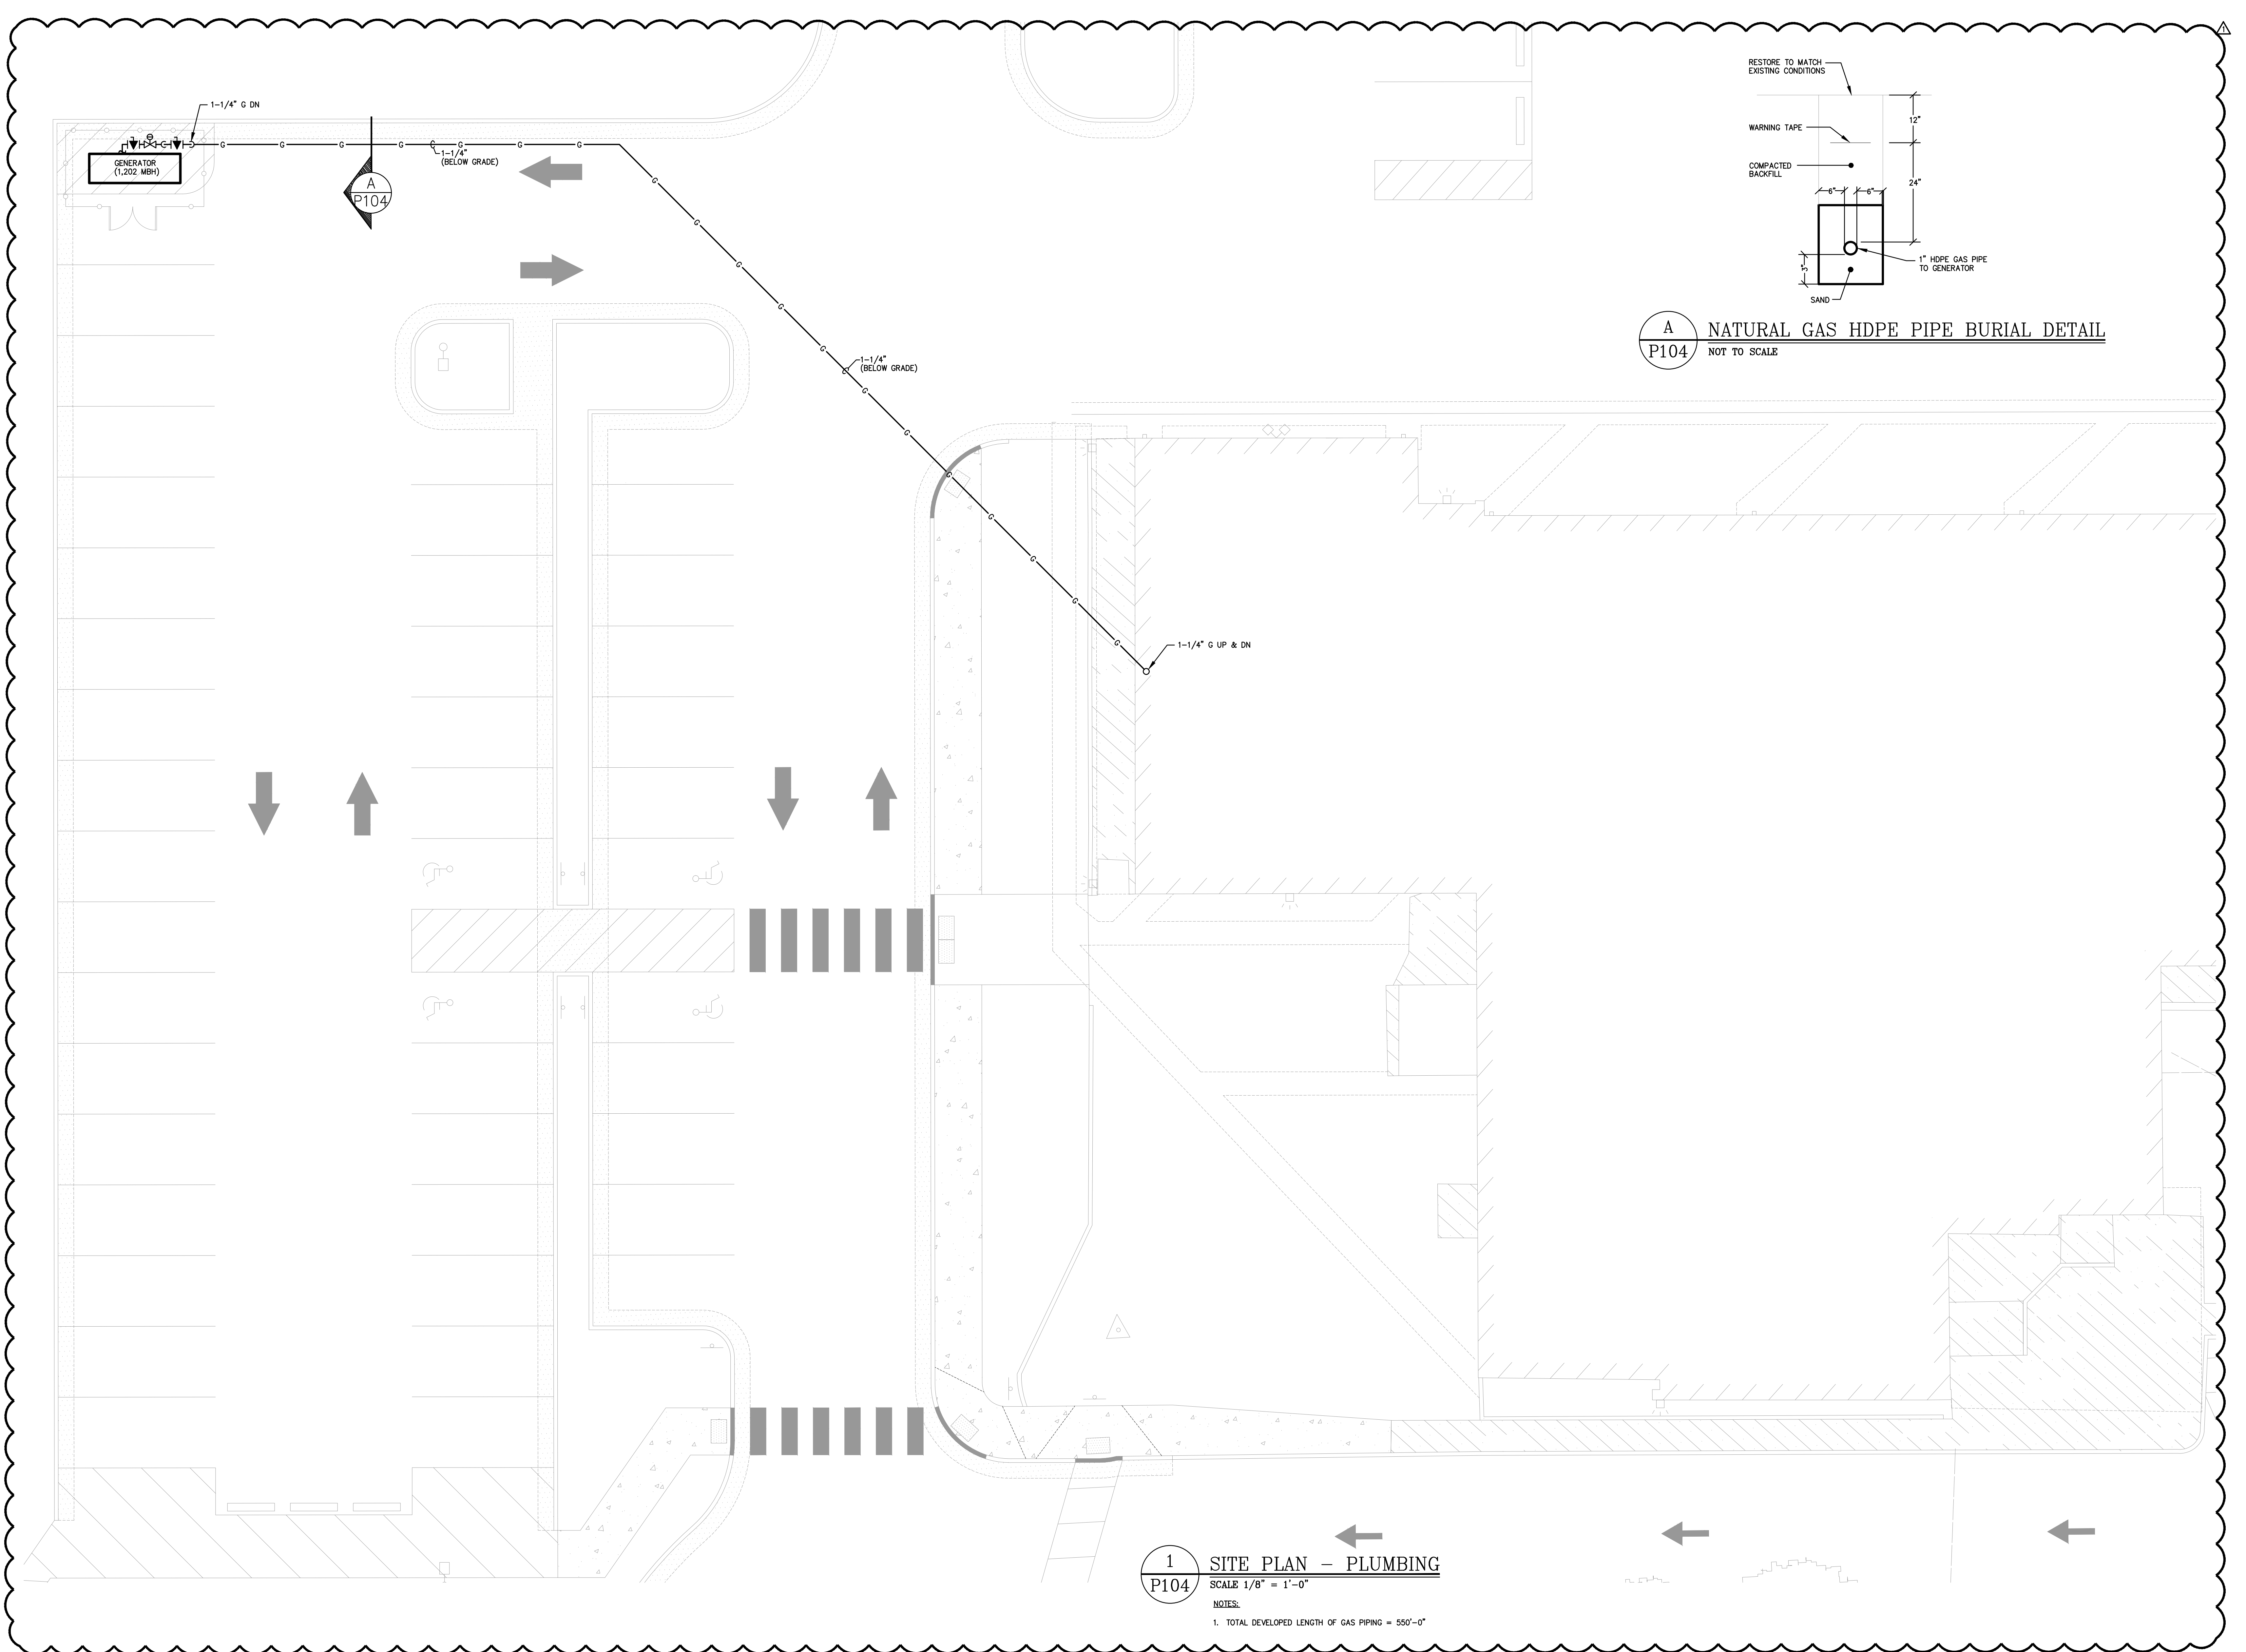 1
1-1/4" G DN
GENERATOR
(1,202 MBH)
G G G G G G G
1-1/4"
(BELOW GRADE)
A
P104
G
G
G
G
G
1-1/4"
(BELOW GRADE)
G
G
G
G
G
G
G
1-1/4" G UP & DN
RESTORE TO MATCH
EXISTING CONDITIONS
12"
WARNING TAPE
COMPACTED
BACKFILL
24"
6" 6"
3"
1" HDPE GAS PIPE
TO GENERATOR
SAND
A
P104
NATURAL GAS HDPE PIPE BURIAL DETAIL
NOT TO SCALE
1
P104
SITE PLAN - PLUMBING
SCALE 1/8" = 1'-0"
NOTES:
1. TOTAL DEVELOPED LENGTH OF GAS PIPING = 550'-0"